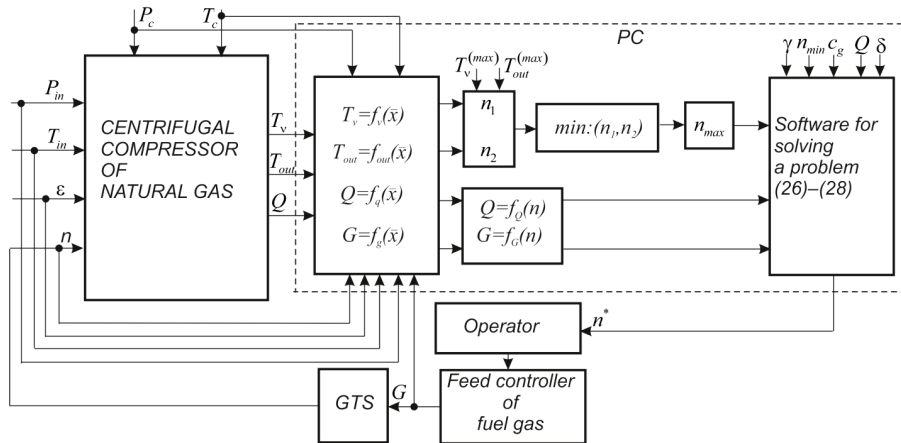 P_c
T_c
PC
P_in
T_in
ε
n
CENTRIFUGAL
COMPRESSOR
OF
NATURAL GAS
T_v
T_out
Q
T_v=f_v(x̄)
T_out=f_out(x̄)
Q=f_q(x̄)
G=f_g(x̄)
T_v^(max) T_out^(max)
n_1
n_2
min:(n_1,n_2)
n_max
Q=f_Q(n)
G=f_G(n)
γ n_min c_g Q δ
Software for
solving
a problem
(26)–(28)
n*
Operator
Feed controller
of
fuel gas
G
GTS